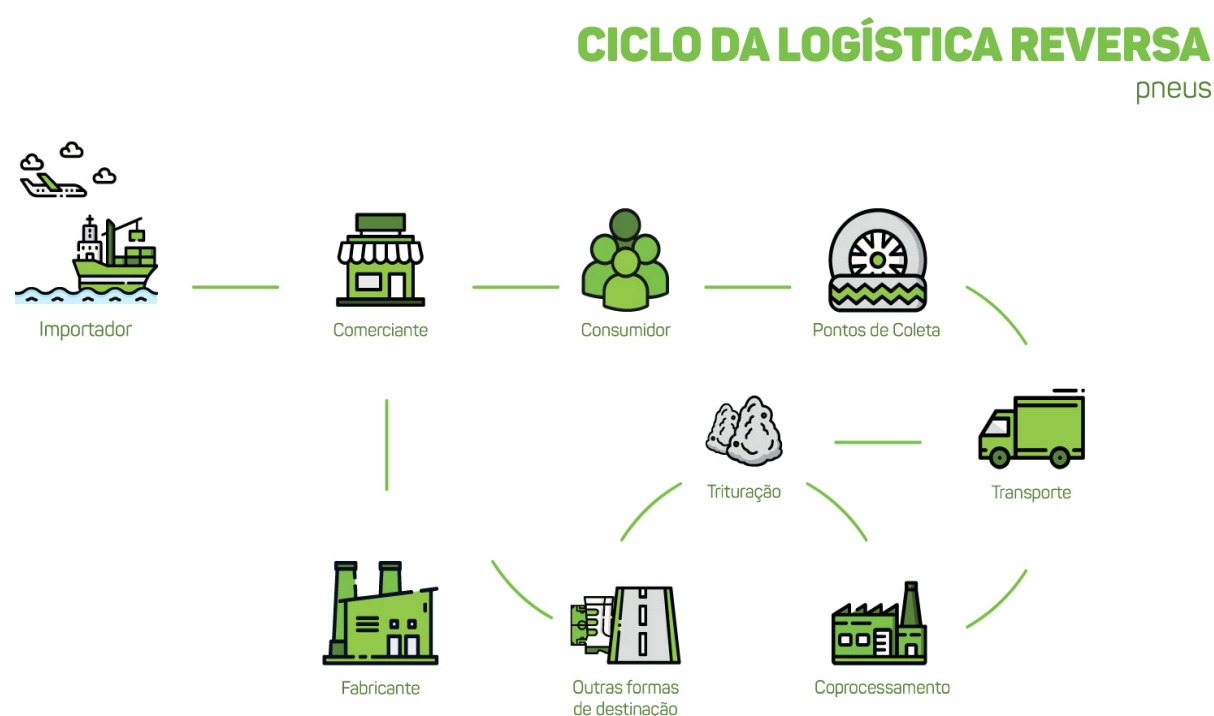 CICLO DA LOGÍSTICA REVERSA
pneus
Importador
Comerciante
Consumidor
Pontos de Coleta
Trituração
Transporte
Fabricante
Outras formas
de destinação
Coprocessamento